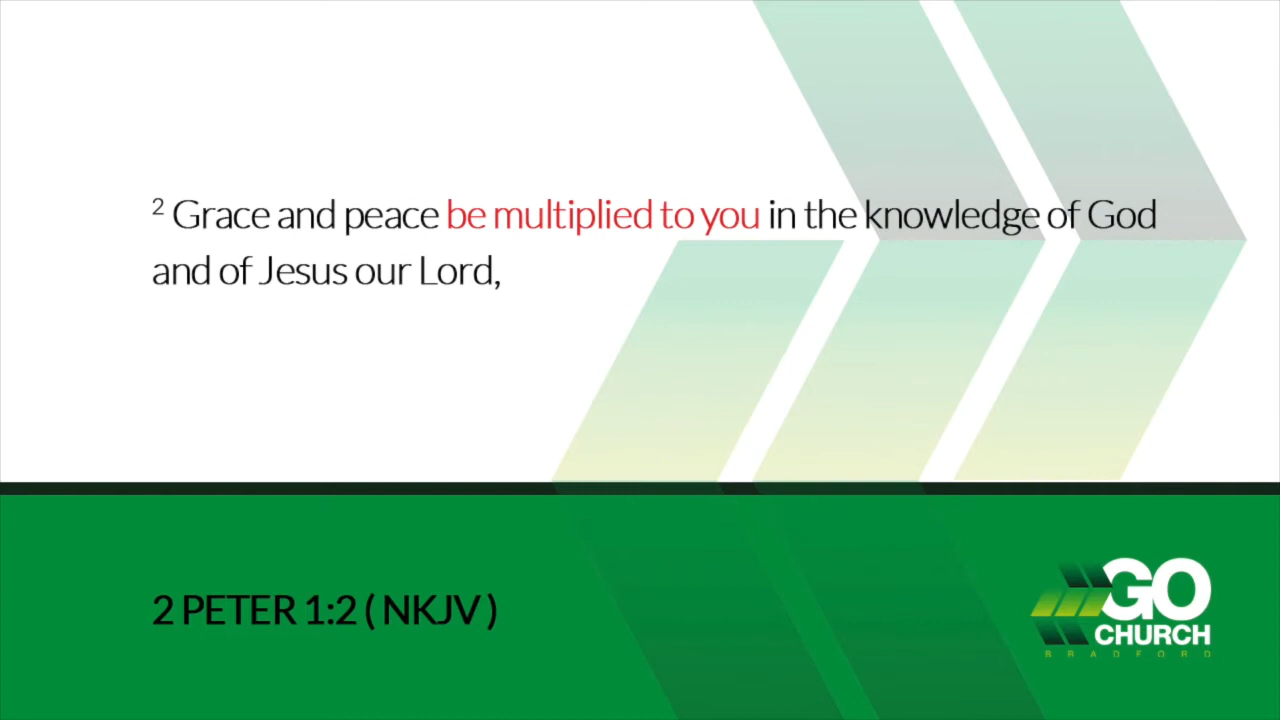 2 Grace and peace be multiplied to you in the knowledge of God
and of Jesus our Lord,
2 PETER 1:2 ( NKJV )
GO
CHURCH
BRADFORD